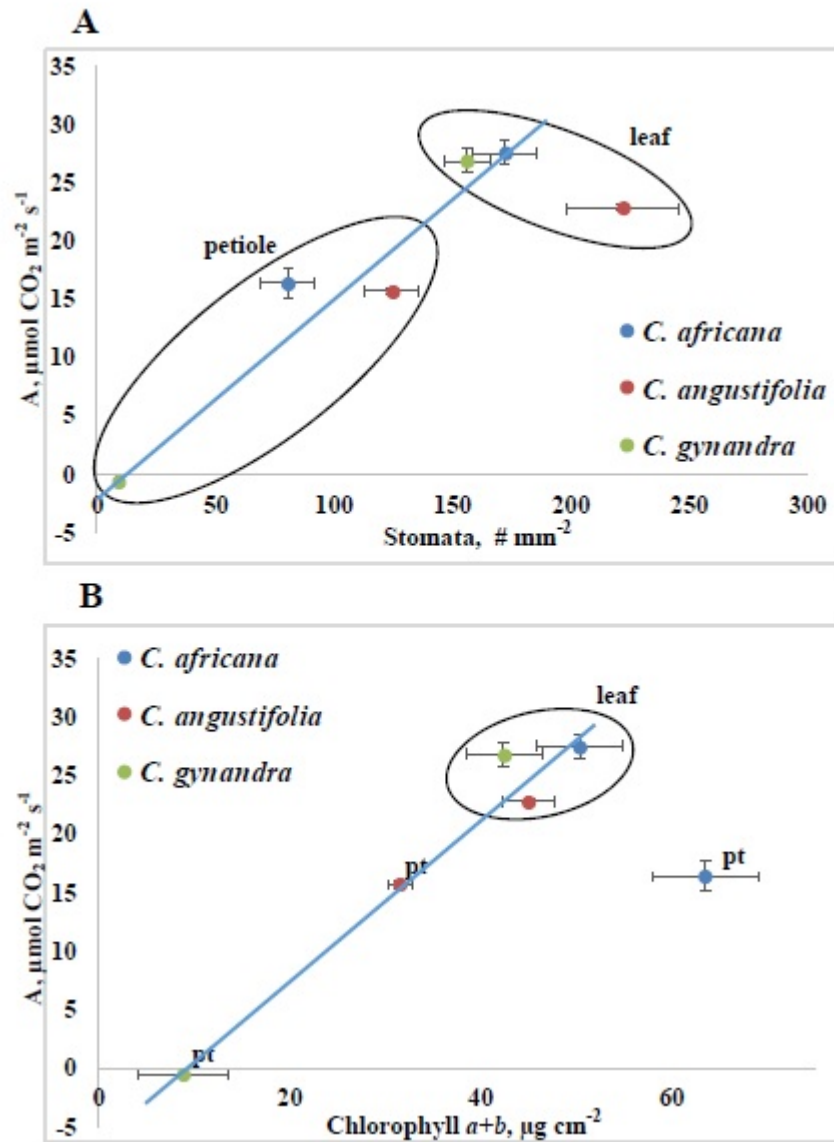 A
35
30
25
20
15
10
5
0
-5
A, µmol CO₂ m⁻² s⁻¹
leaf
petiole
C. africana
C. angustifolia
C. gynandra
0 50 100 150 200 250 300
Stomata, # mm⁻²
B
35
30
25
20
15
10
5
0
-5
A, µmol CO₂ m⁻² s⁻¹
C. africana
C. angustifolia
C. gynandra
leaf
pt
pt
pt
0 20 40 60
Chlorophyll a+b, µg cm⁻²